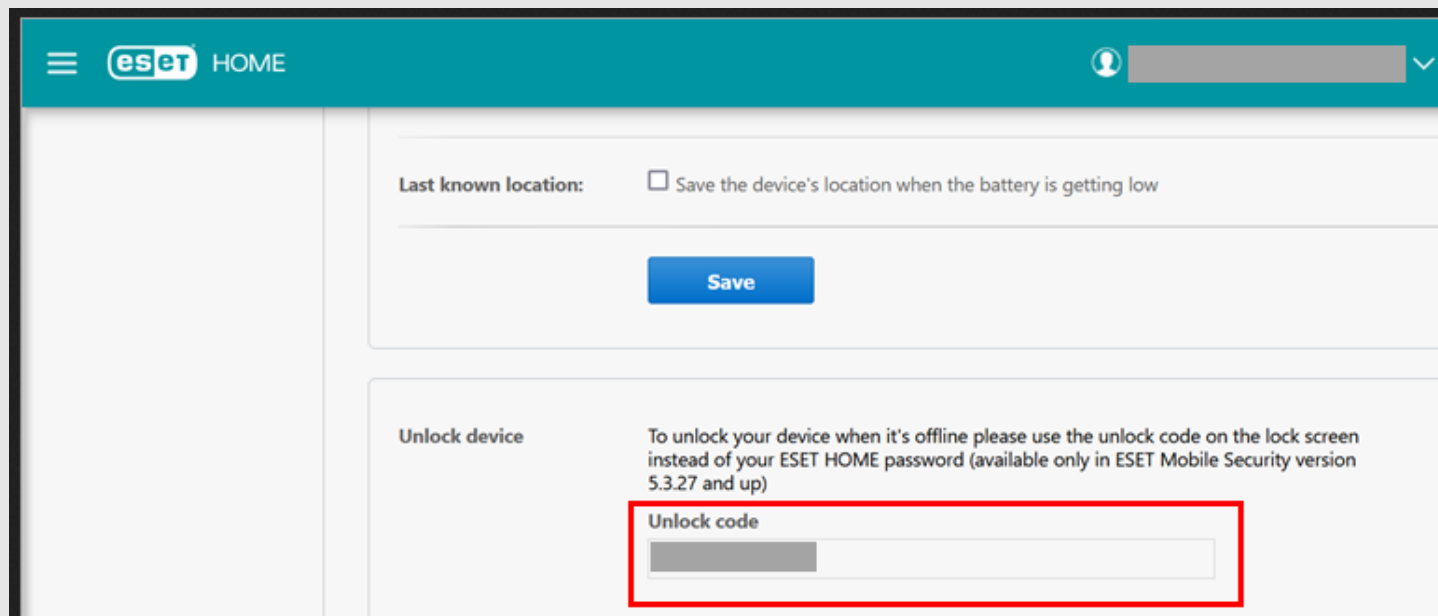 eseT HOME
Last known location:
Save the device's location when the battery is getting low
Save
Unlock device
To unlock your device when it's offline please use the unlock code on the lock screen
instead of your ESET HOME password (available only in ESET Mobile Security version
5.3.27 and up)
Unlock code